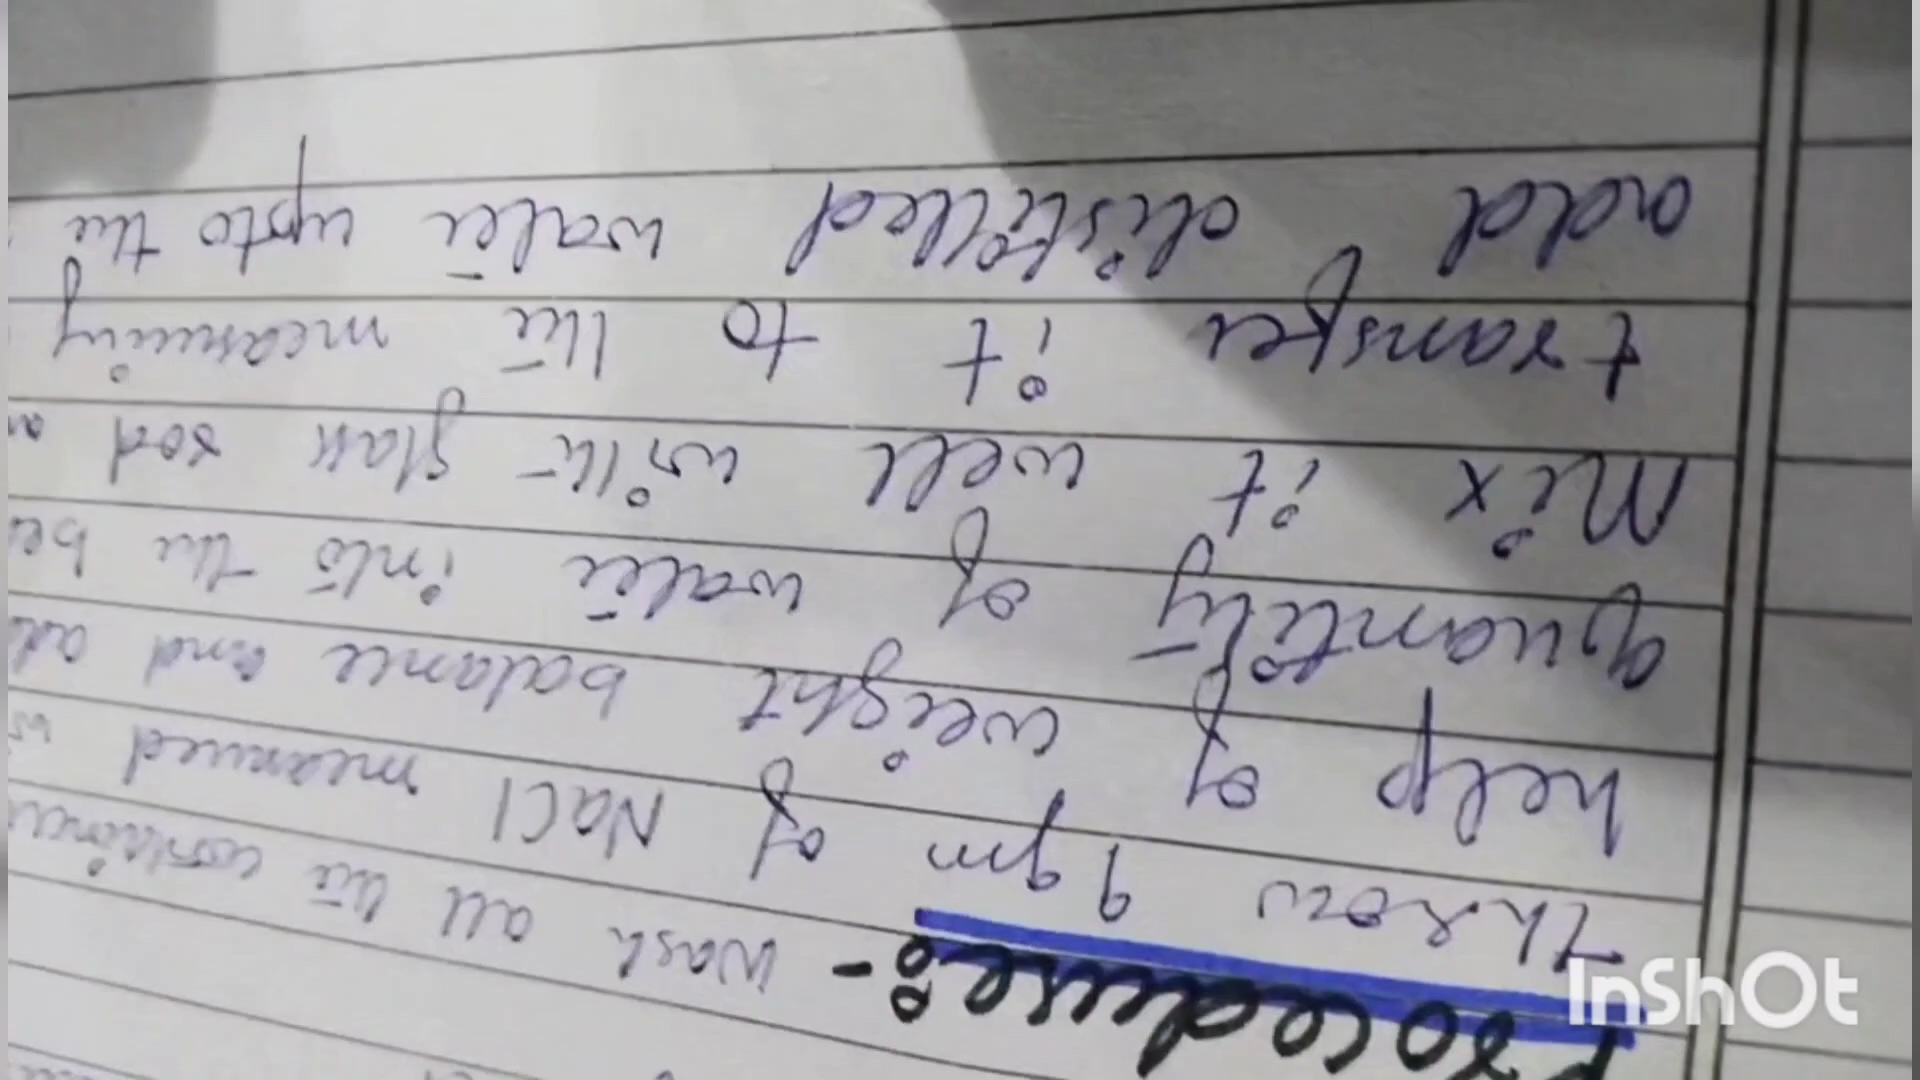 Procedure:- Wash all the
Throw 9 gm of NaCl measured
help of weight balance and
quantity of water into the
Mix it well with glass rod
transfer it to the measuring
add distilled water upto the
InShOt